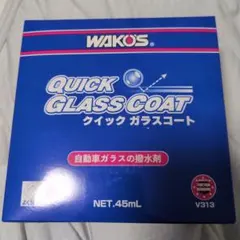 WAKO'S®
QUICK
GLASS COAT
クイック ガラスコート
自動車ガラスの撥水剤
NET.45mL
V313